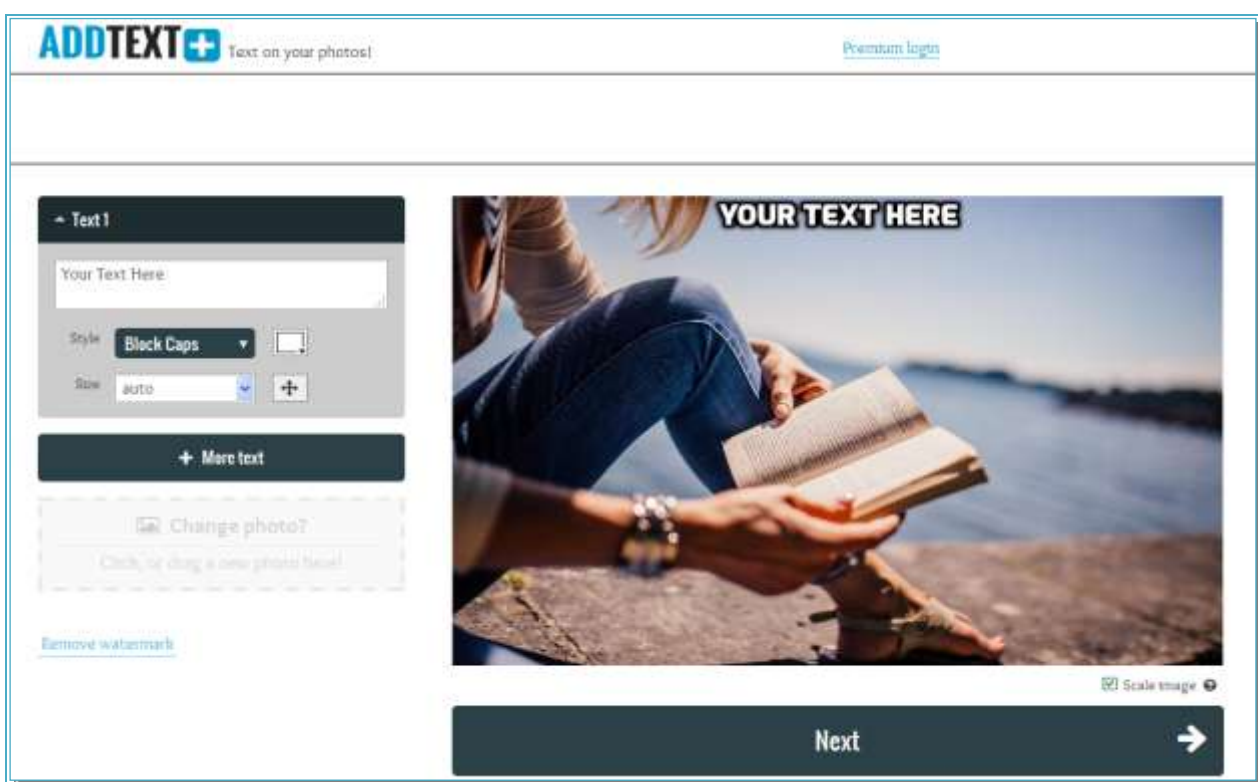 ADDTEXT
Text on your photos!
Premium login
Text 1
Your Text Here
Style
Block Caps
Size
auto
+ More text
Change photo?
Click, or drag a new photo here!
Remove watermark
YOUR TEXT HERE
Scale image
Next